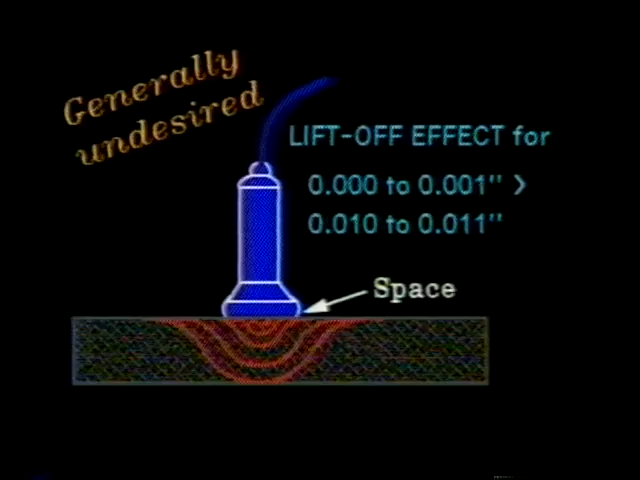 Generally
undesired
LIFT-OFF EFFECT for
0.000 to 0.001" >
0.010 to 0.011"
Space